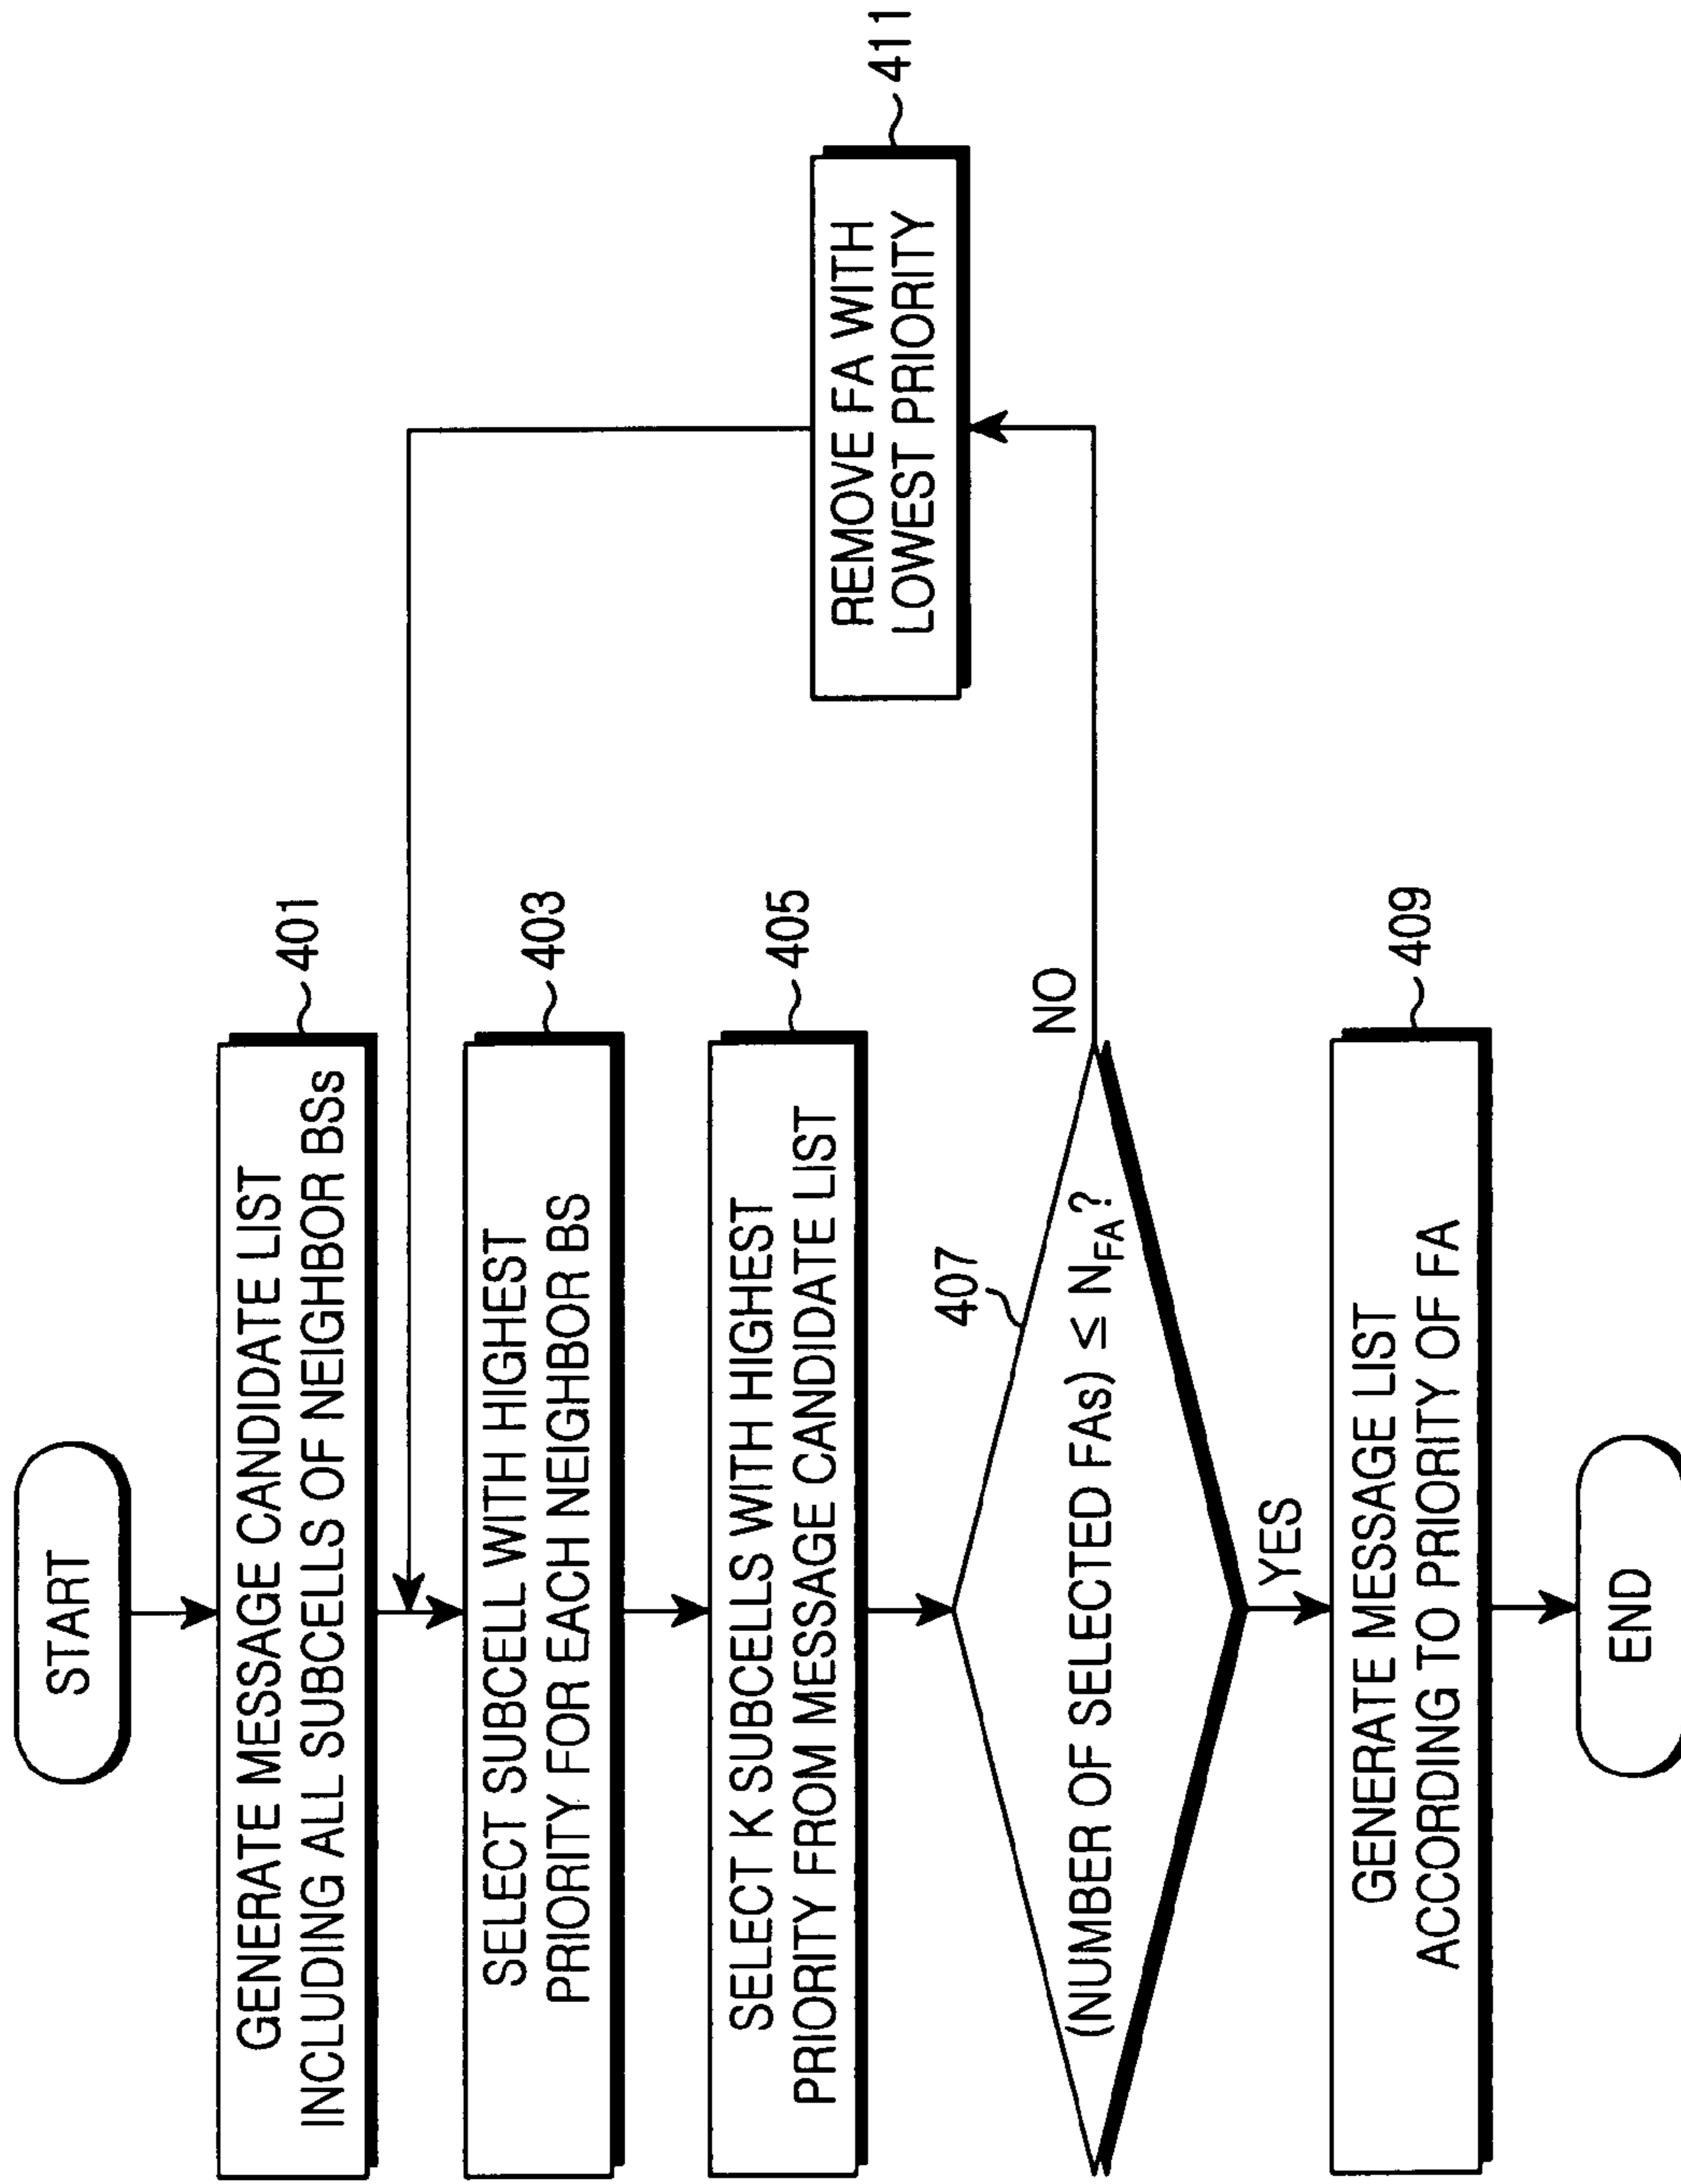 START
GENERATE MESSAGE CANDIDATE LIST
INCLUDING ALL SUBCELLS OF NEIGHBOR BSs
401
SELECT SUBCELL WITH HIGHEST
PRIORITY FOR EACH NEIGHBOR BS
403
SELECT K SUBCELLS WITH HIGHEST
PRIORITY FROM MESSAGE CANDIDATE LIST
405
407
(NUMBER OF SELECTED FAs) ≤ N_FA?
NO
REMOVE FA WITH
LOWEST PRIORITY
411
YES
GENERATE MESSAGE LIST
ACCORDING TO PRIORITY OF FA
409
END